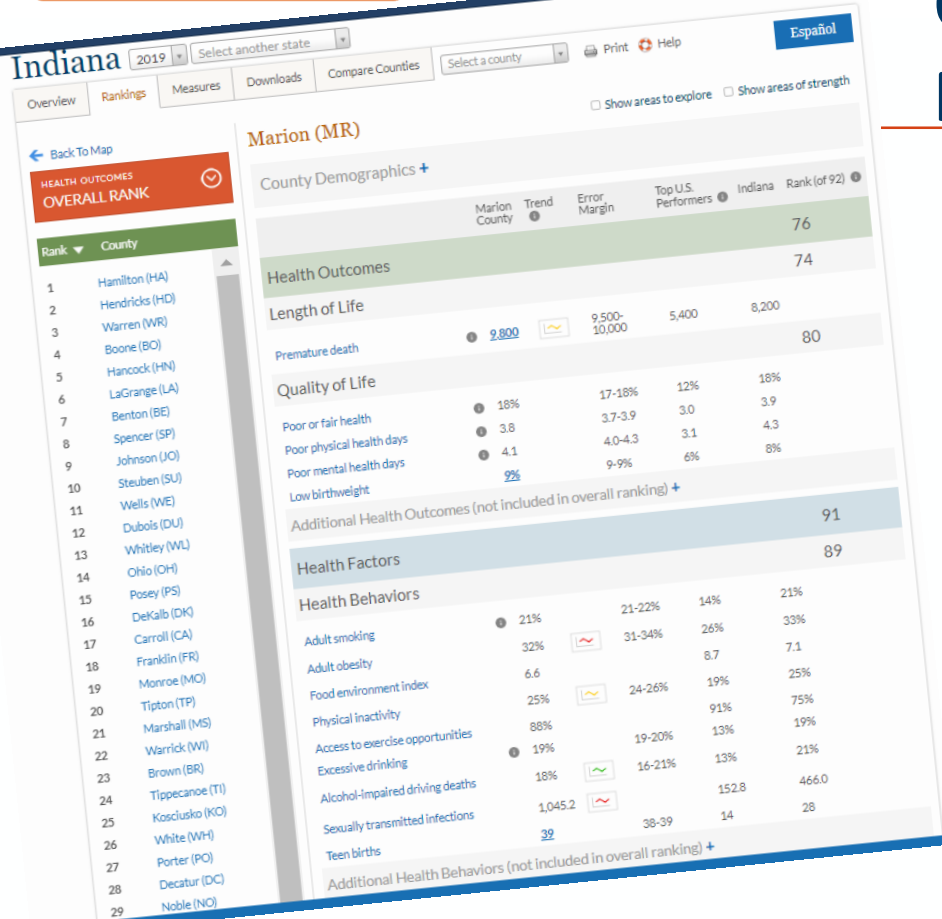 Indiana 2019 Select another state
Overview Rankings Measures Downloads Compare Counties Select a county Print Help Español
Back To Map
HEALTH OUTCOMES
OVERALL RANK
Rank County
1 Hamilton (HA)
2 Hendricks (HD)
3 Warren (WR)
4 Boone (BO)
5 Hancock (HN)
6 LaGrange (LA)
7 Benton (BE)
8 Spencer (SP)
9 Johnson (JO)
10 Steuben (SU)
11 Wells (WE)
12 Dubois (DU)
13 Whitley (WL)
14 Ohio (OH)
15 Posey (PS)
16 DeKalb (DK)
17 Carroll (CA)
18 Franklin (FR)
19 Monroe (MO)
20 Tipton (TP)
21 Marshall (MS)
22 Warrick (WI)
23 Brown (BR)
24 Tippecanoe (TI)
25 Kosciusko (KO)
26 White (WH)
27 Porter (PO)
28 Decatur (DC)
29 Noble (NO)
Show areas to explore Show areas of strength
Marion (MR)
County Demographics +
Marion County Trend Error Margin Top U.S. Performers Indiana Rank (of 92)
Health Outcomes 76
Length of Life 74
Premature death 9,800 9,500-10,000 5,400 8,200
Quality of Life 80
Poor or fair health 18% 17-18% 12% 18%
Poor physical health days 3.8 3.7-3.9 3.0 3.9
Poor mental health days 4.1 4.0-4.3 3.1 4.3
Low birthweight 9% 9-9% 6% 8%
Additional Health Outcomes (not included in overall ranking) +
Health Factors 91
Health Behaviors 89
Adult smoking 21% 21-22% 14% 21%
Adult obesity 32% 31-34% 26% 33%
Food environment index 6.6 8.7 7.1
Physical inactivity 25% 24-26% 19% 25%
Access to exercise opportunities 88% 91% 75%
Excessive drinking 19% 19-20% 13% 19%
Alcohol-impaired driving deaths 18% 16-21% 13% 21%
Sexually transmitted infections 1,045.2 152.8 466.0
Teen births 39 38-39 14 28
Additional Health Behaviors (not included in overall ranking) +